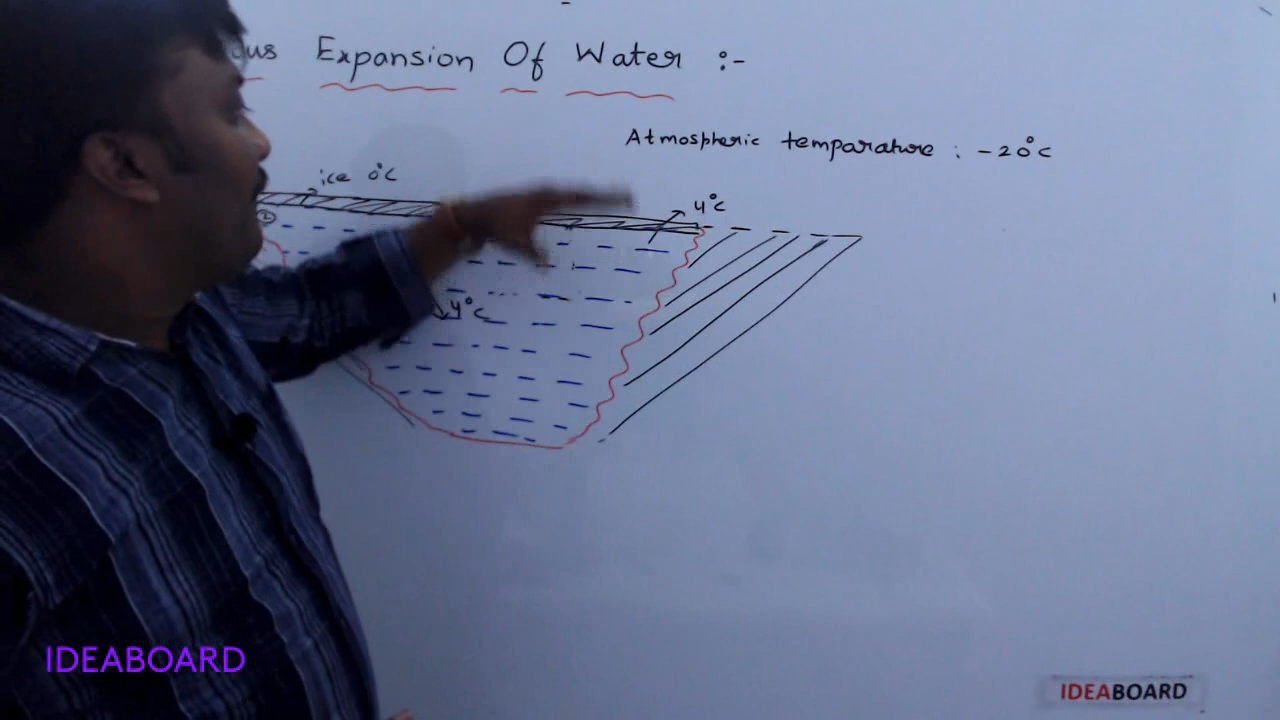 Expansion Of Water :-
Atmospheric temparature : -20°C
ice 0°C
4°C
4°C
IDEABOARD
IDEABOARD